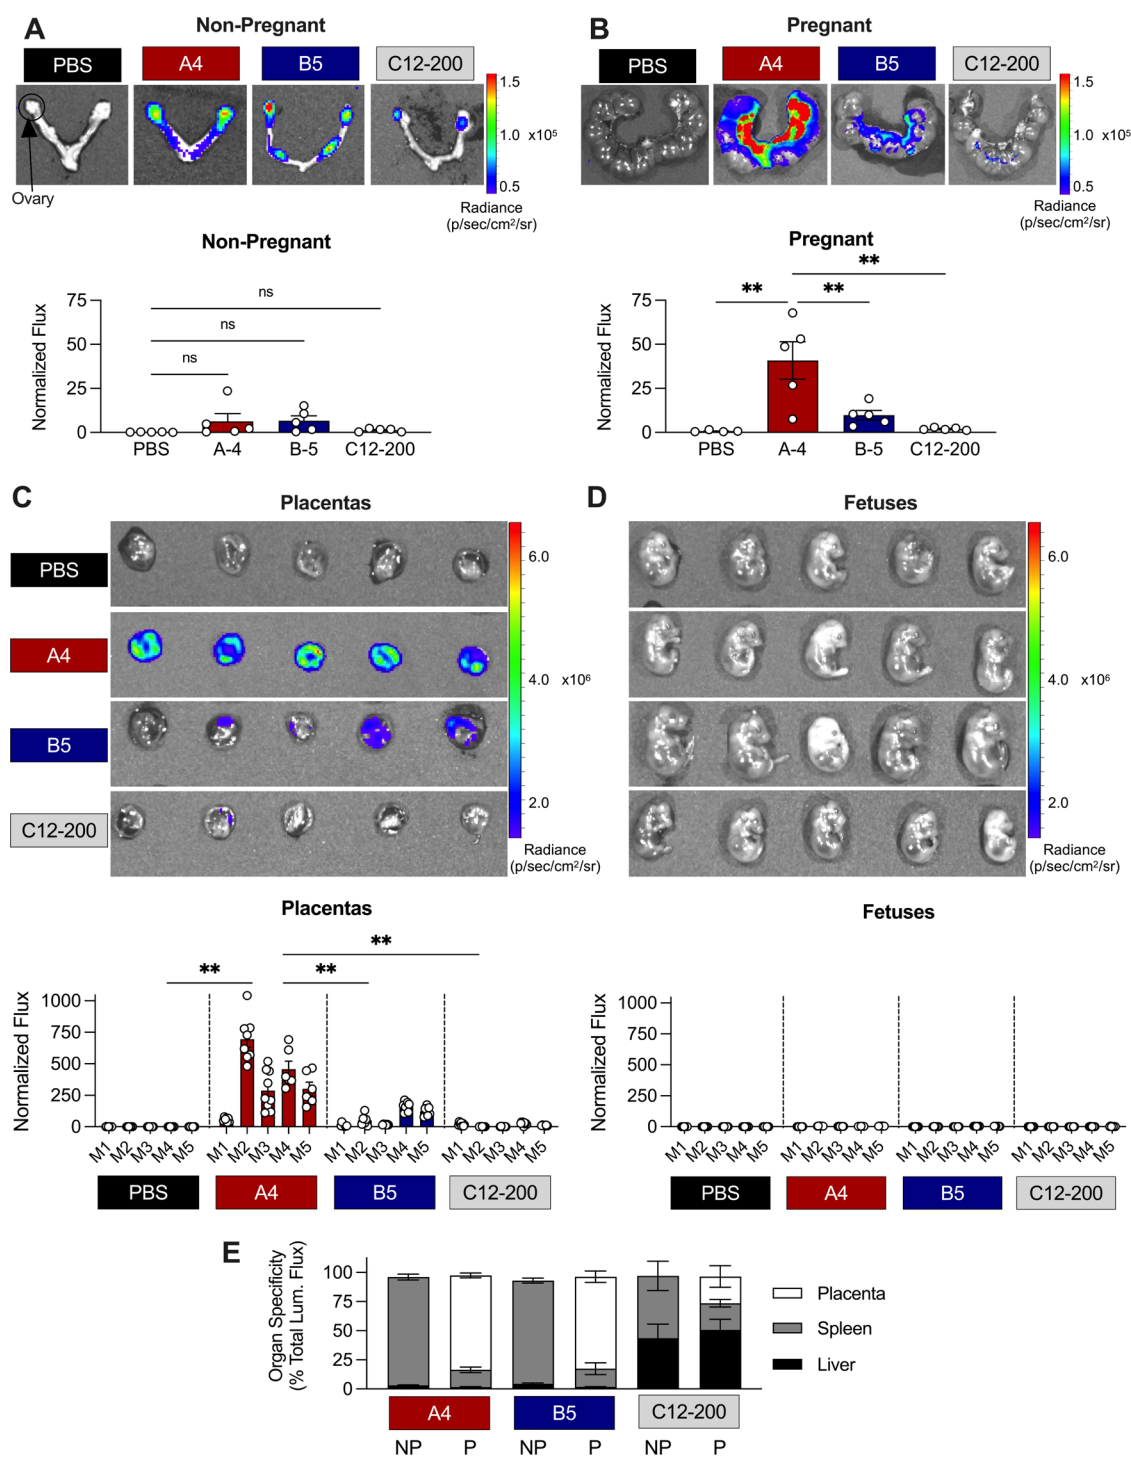 A
Non-Pregnant
PBS
A4
B5
C12-200
Ovary
1.5
1.0 x10⁵
0.5
Radiance
(p/sec/cm²/sr)
B
Pregnant
PBS
A4
B5
C12-200
1.5
1.0 x10⁵
0.5
Radiance
(p/sec/cm²/sr)
Non-Pregnant
Normalized Flux
75
50
25
0
ns
ns
ns
PBS
A-4
B-5
C12-200
Pregnant
Normalized Flux
75
50
25
0
**
**
**
PBS
A-4
B-5
C12-200
C
Placentas
PBS
A4
B5
C12-200
6.0
4.0 x10⁶
2.0
Radiance
(p/sec/cm²/sr)
D
Fetuses
6.0
4.0 x10⁶
2.0
Radiance
(p/sec/cm²/sr)
Placentas
Normalized Flux
1000
750
500
250
0
**
**
**
M1 M2 M3 M4 M5
M1 M2 M3 M4 M5
M1 M2 M3 M4 M5
M1 M2 M3 M4 M5
PBS
A4
B5
C12-200
Fetuses
Normalized Flux
1000
750
500
250
0
M1 M2 M3 M4 M5
M1 M2 M3 M4 M5
M1 M2 M3 M4 M5
M1 M2 M3 M4 M5
PBS
A4
B5
C12-200
E
Organ Specificity
(% Total Lum. Flux)
100
75
50
25
0
Placenta
Spleen
Liver
A4
B5
C12-200
NP P NP P NP P